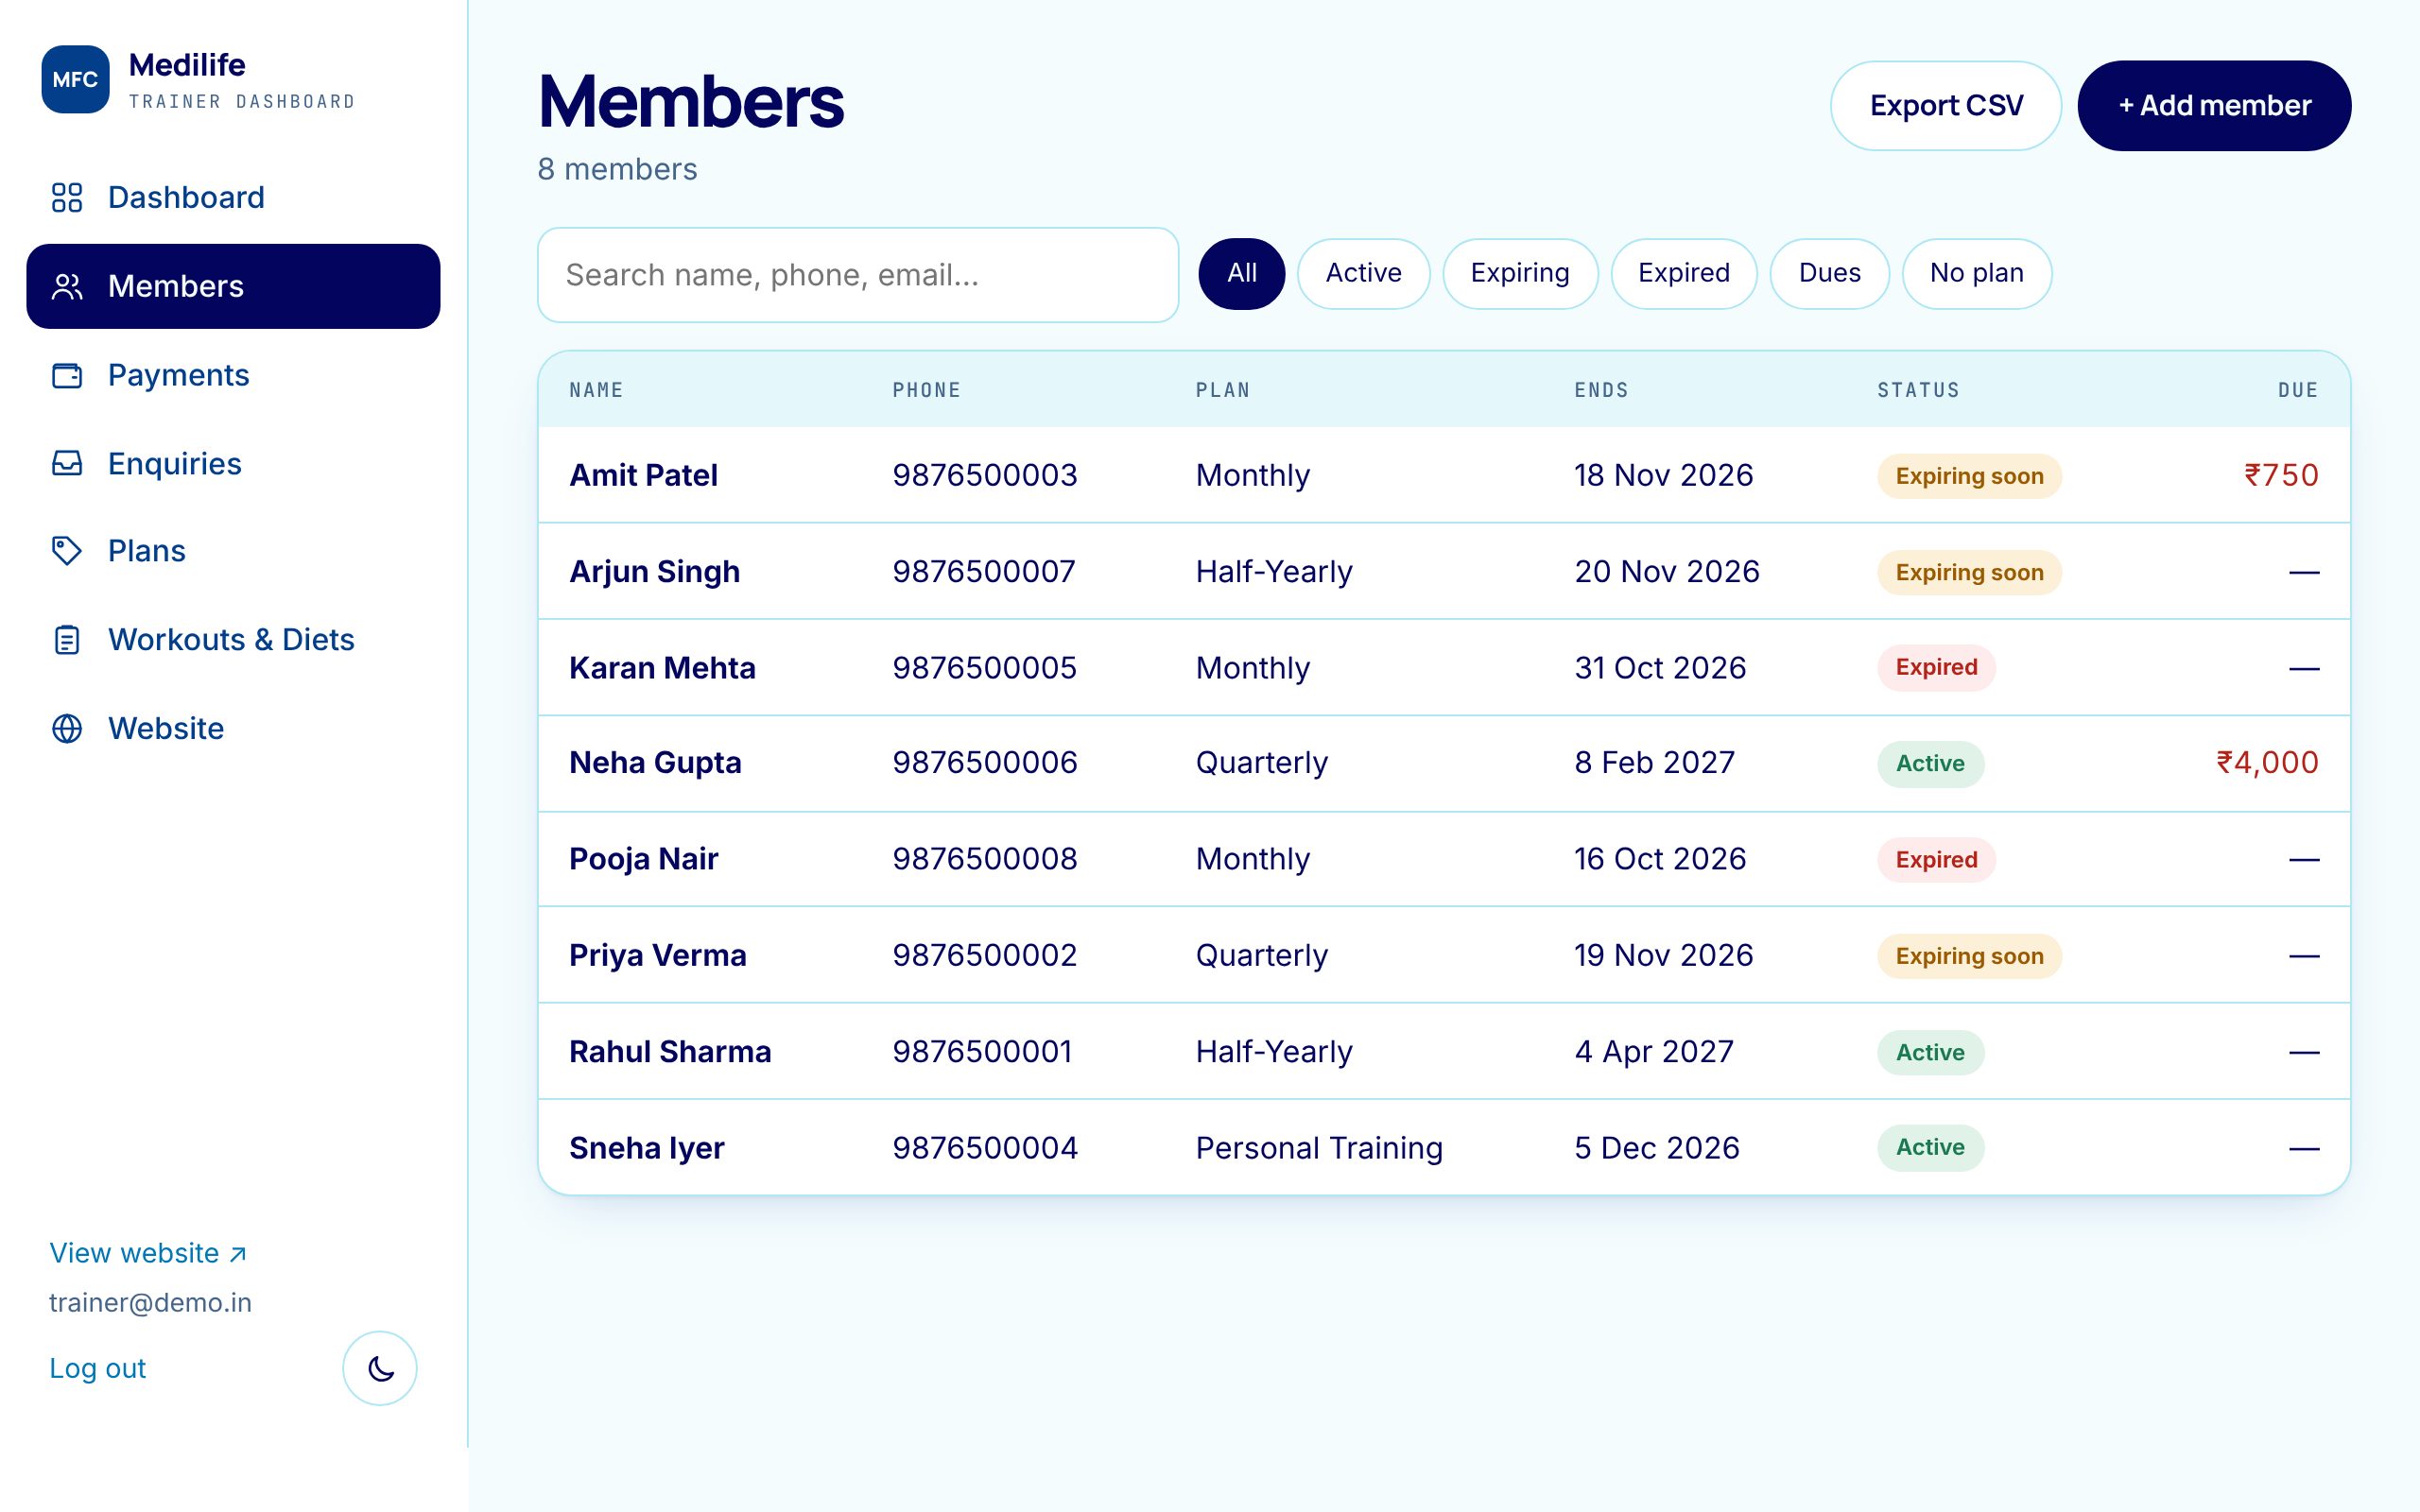 MFC
Medilife
TRAINER DASHBOARD
Dashboard
Members
Payments
Enquiries
Plans
Workouts & Diets
Website
View website ↗
trainer@demo.in
Log out
Members
8 members
Export CSV
+ Add member
Search name, phone, email...
All Active Expiring Expired Dues No plan
NAME PHONE PLAN ENDS STATUS DUE
Amit Patel 9876500003 Monthly 18 Nov 2026 Expiring soon ₹750
Arjun Singh 9876500007 Half-Yearly 20 Nov 2026 Expiring soon —
Karan Mehta 9876500005 Monthly 31 Oct 2026 Expired —
Neha Gupta 9876500006 Quarterly 8 Feb 2027 Active ₹4,000
Pooja Nair 9876500008 Monthly 16 Oct 2026 Expired —
Priya Verma 9876500002 Quarterly 19 Nov 2026 Expiring soon —
Rahul Sharma 9876500001 Half-Yearly 4 Apr 2027 Active —
Sneha Iyer 9876500004 Personal Training 5 Dec 2026 Active —